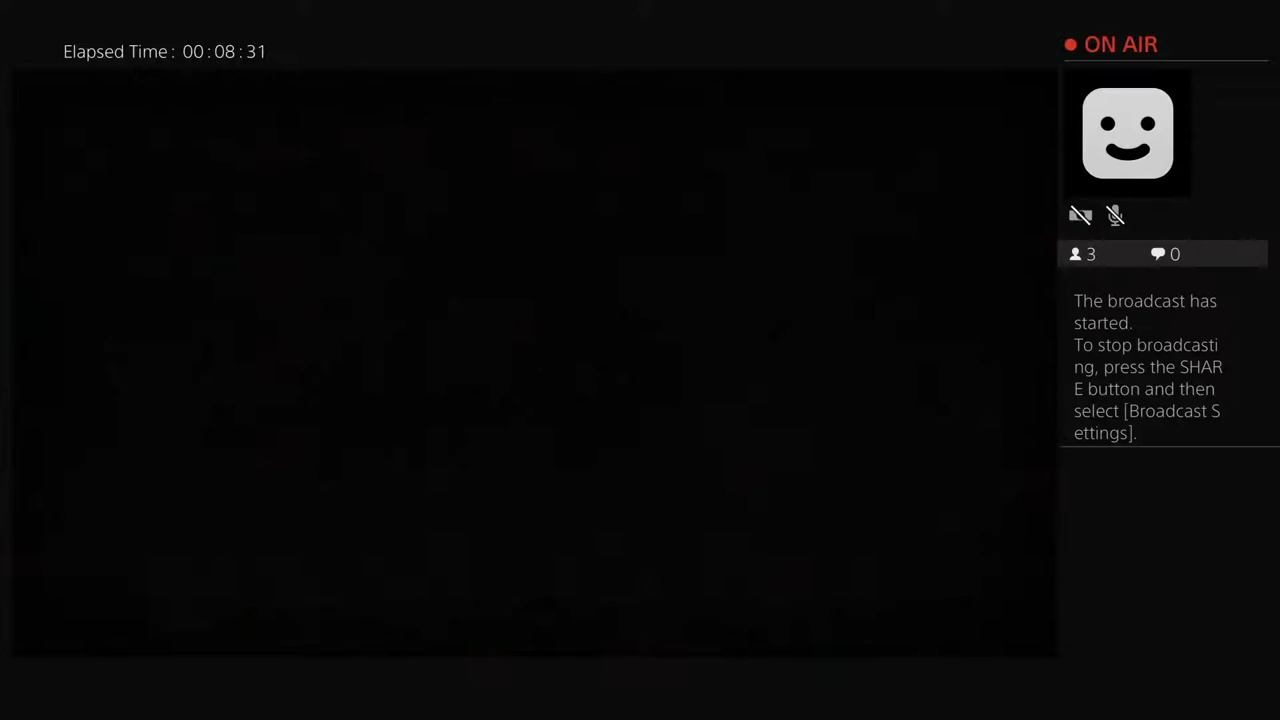 Elapsed Time: 00:08:31
ON AIR
3 0
The broadcast has
started.
To stop broadcasti
ng, press the SHAR
E button and then
select [Broadcast S
ettings].